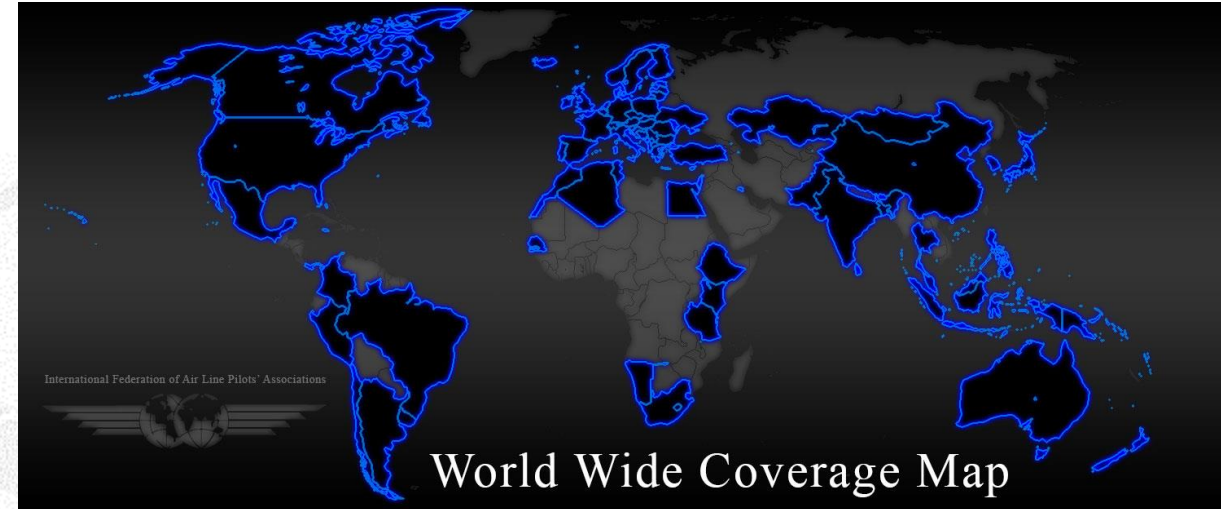 International Federation of Air Line Pilots’ Associations
World Wide Coverage Map